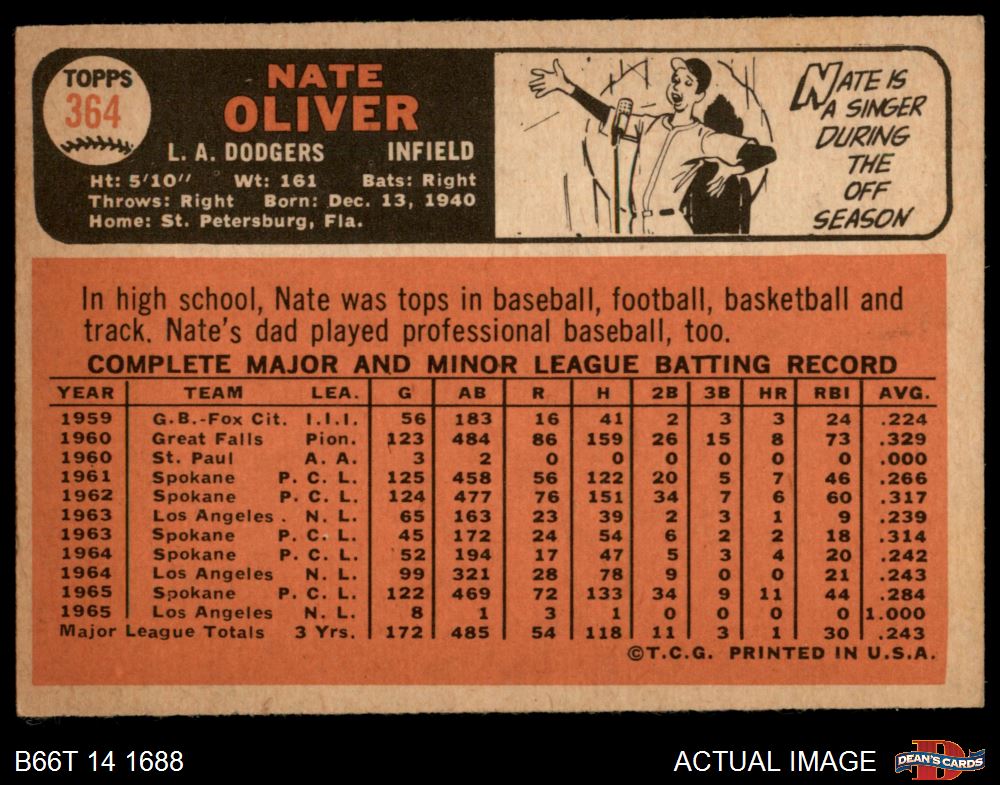 TOPPS
364
NATE
OLIVER
L. A. DODGERS INFIELD
Ht: 5'10" Wt: 161 Bats: Right
Throws: Right Born: Dec. 13, 1940
Home: St. Petersburg, Fla.
NATE IS
A SINGER
DURING
THE
OFF
SEASON
In high school, Nate was tops in baseball, football, basketball and
track. Nate's dad played professional baseball, too.
COMPLETE MAJOR AND MINOR LEAGUE BATTING RECORD
YEAR TEAM LEA. G AB R H 2B 3B HR RBI AVG.
1959 G.B.-Fox Cit. I.I.I. 56 183 16 41 2 3 3 24 .224
1960 Great Falls Pion. 123 484 86 159 26 15 8 73 .329
1960 St. Paul A. A. 3 2 0 0 0 0 0 0 .000
1961 Spokane P. C. L. 125 458 56 122 20 5 7 46 .266
1962 Spokane P. C. L. 124 477 76 151 34 7 6 60 .317
1963 Los Angeles . N. L. 65 163 23 39 2 3 1 9 .239
1963 Spokane P. C. L. 45 172 24 54 6 2 2 18 .314
1964 Spokane P. C. L. 52 194 17 47 5 3 4 20 .242
1964 Los Angeles N. L. 99 321 28 78 9 0 0 21 .243
1965 Spokane P. C. L. 122 469 72 133 34 9 11 44 .284
1965 Los Angeles N. L. 8 1 3 1 0 0 0 0 1.000
Major League Totals 3 Yrs. 172 485 54 118 11 3 1 30 .243
©T.C.G. PRINTED IN U.S.A.
B66T 14 1688
ACTUAL IMAGE
D
DEAN'S CARDS